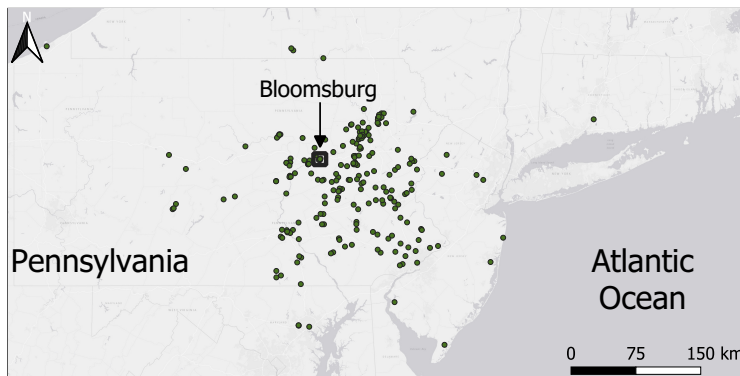 N
Bloomsburg
Pennsylvania
Atlantic
Ocean
0 75 150 km